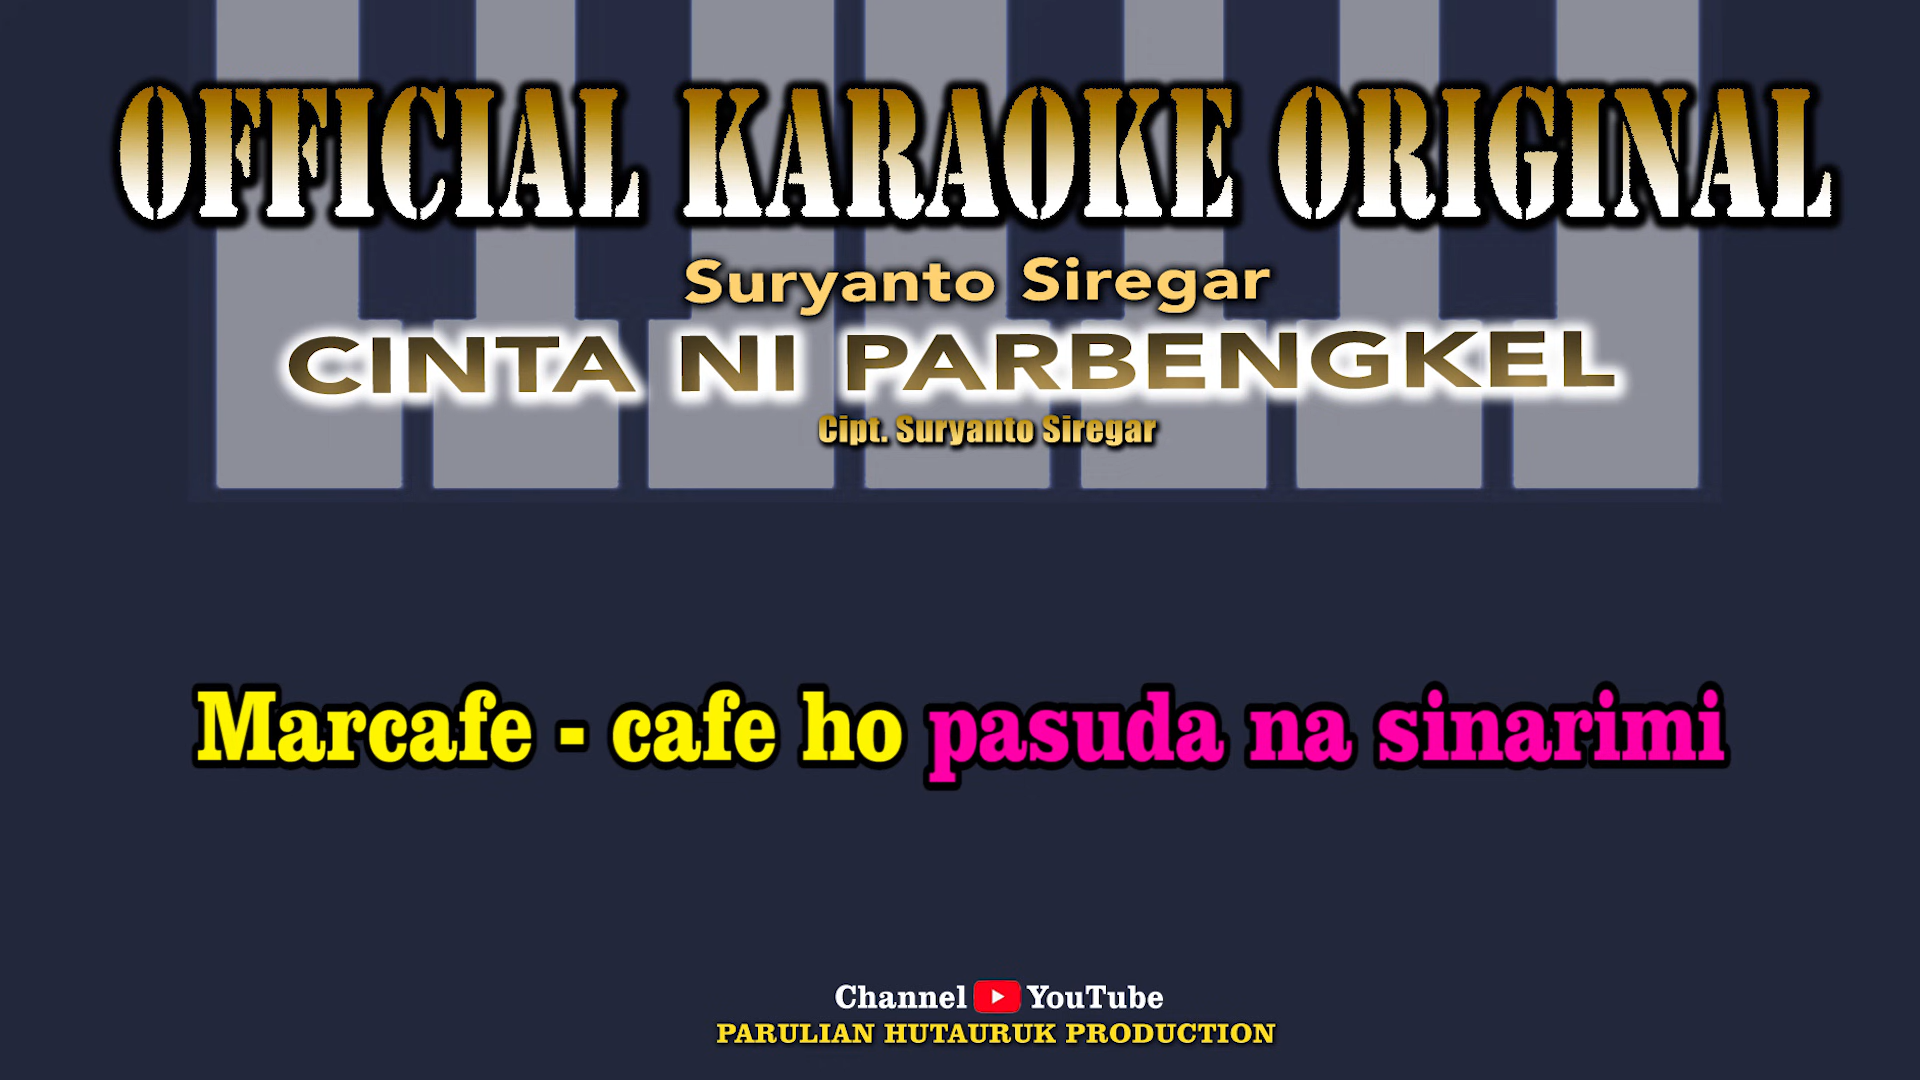 OFFICIAL KARAOKE ORIGINAL
Suryanto Siregar
CINTA NI PARBENGKEL
Cipt. Suryanto Siregar
Marcafe - cafe ho pasuda na sinarimi
Channel YouTube
PARULIAN HUTAURUK PRODUCTION